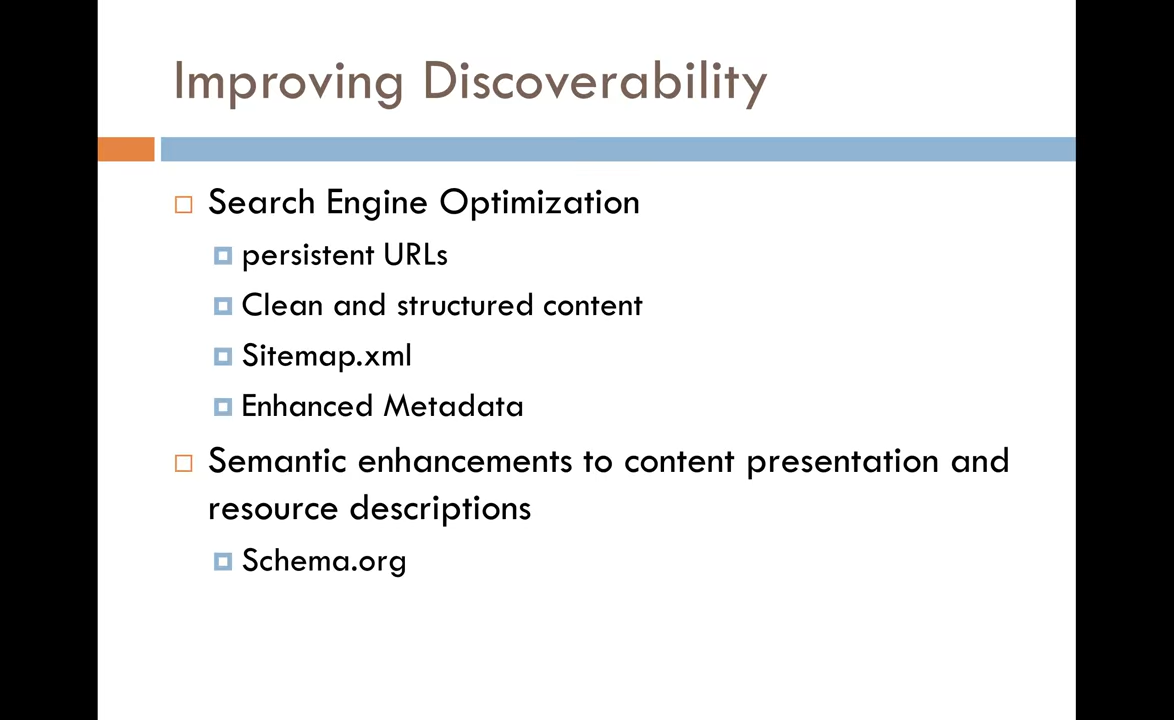 Improving Discoverability
Search Engine Optimization
persistent URLs
Clean and structured content
Sitemap.xml
Enhanced Metadata
Semantic enhancements to content presentation and
resource descriptions
Schema.org